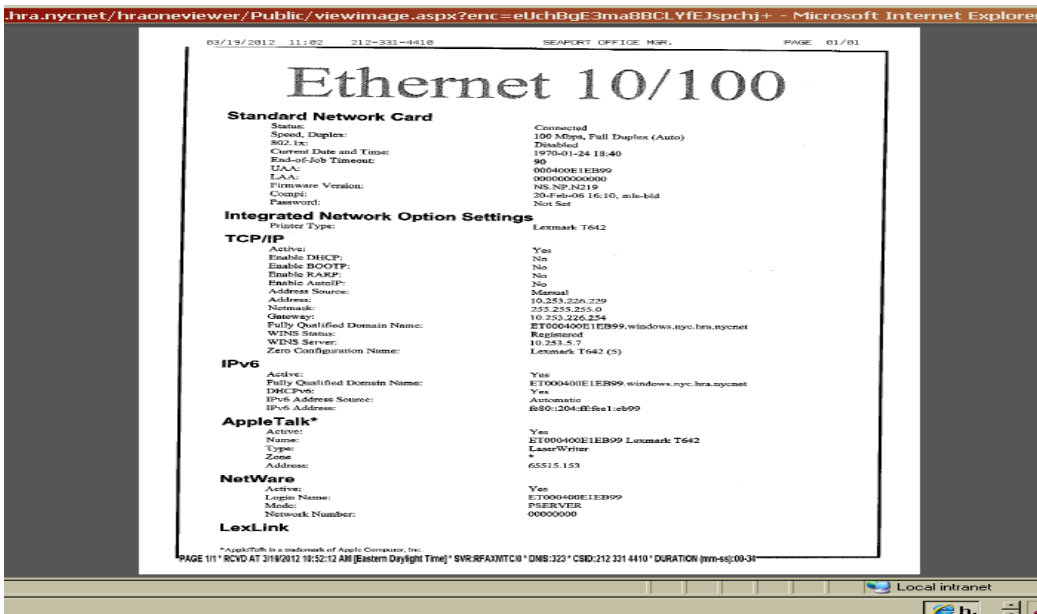 .hra.nycnet/hraoneviewer/Public/viewimage.aspx?enc=eUchBgE3ma8BCLYfEJspchj+ - Microsoft Internet Explore
03/19/2012 11:02 212-331-4410 SEAPORT OFFICE MGR. PAGE 01/01
Ethernet 10/100
Standard Network Card
Status: Connected
Speed, Duplex: 100 Mbps, Full Duplex (Auto)
802.1x: Disabled
Current Date and Time: 1970-01-24 18:40
End-of-Job Timeout: 90
UAA: 000400E1EB99
LAA: 000000000000
Firmware Version: NS.NP.N219
Compi: 20-Feb-06 16:10, mls-bld
Password: Not Set
Integrated Network Option Settings
Printer Type: Lexmark T642
TCP/IP
Active: Yes
Enable DHCP: No
Enable BOOTP: No
Enable RARP: No
Enable AutoIP: No
Address Source: Manual
Address: 10.253.226.229
Netmask: 255.255.255.0
Gateway: 10.253.226.254
Fully Qualified Domain Name: ET000400E1EB99.windows.nyc.hra.nycnet
WINS Status: Registered
WINS Server: 10.253.5.7
Zero Configuration Name: Lexmark T642 (5)
IPv6
Active: Yes
Fully Qualified Domain Name: ET000400E1EB99.windows.nyc.hra.nycnet
DHCPv6: Yes
IPv6 Address Source: Automatic
IPv6 Address: fe80::204:ff:fee1:eb99
AppleTalk*
Active: Yes
Name: ET000400E1EB99 Lexmark T642
Type: LaserWriter
Zone *
Address: 65515.153
NetWare
Active: Yes
Login Name: ET000400E1EB99
Mode: PSERVER
Network Number: 00000000
LexLink
*AppleTalk is a trademark of Apple Computer, Inc.
PAGE 1/1 * RCVD AT 3/19/2012 10:52:12 AM [Eastern Daylight Time] * SVR:RFAXWTCI0 * DNIS:323 * CSID:212 331 4410 * DURATION (mm-ss):00-34
Local intranet
h.